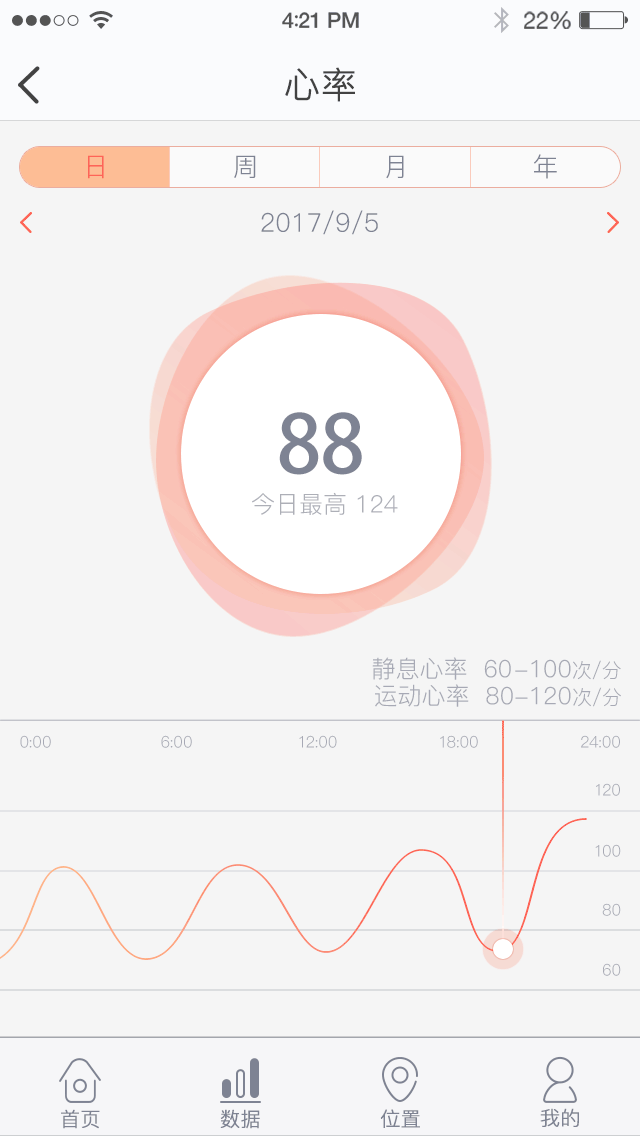 4:21 PM 22%
心率
日 周 月 年
2017/9/5
88
今日最高 124
静息心率 60-100次/分
运动心率 80-120次/分
0:00 6:00 12:00 18:00 24:00
120
100
80
60
首页 数据 位置 我的